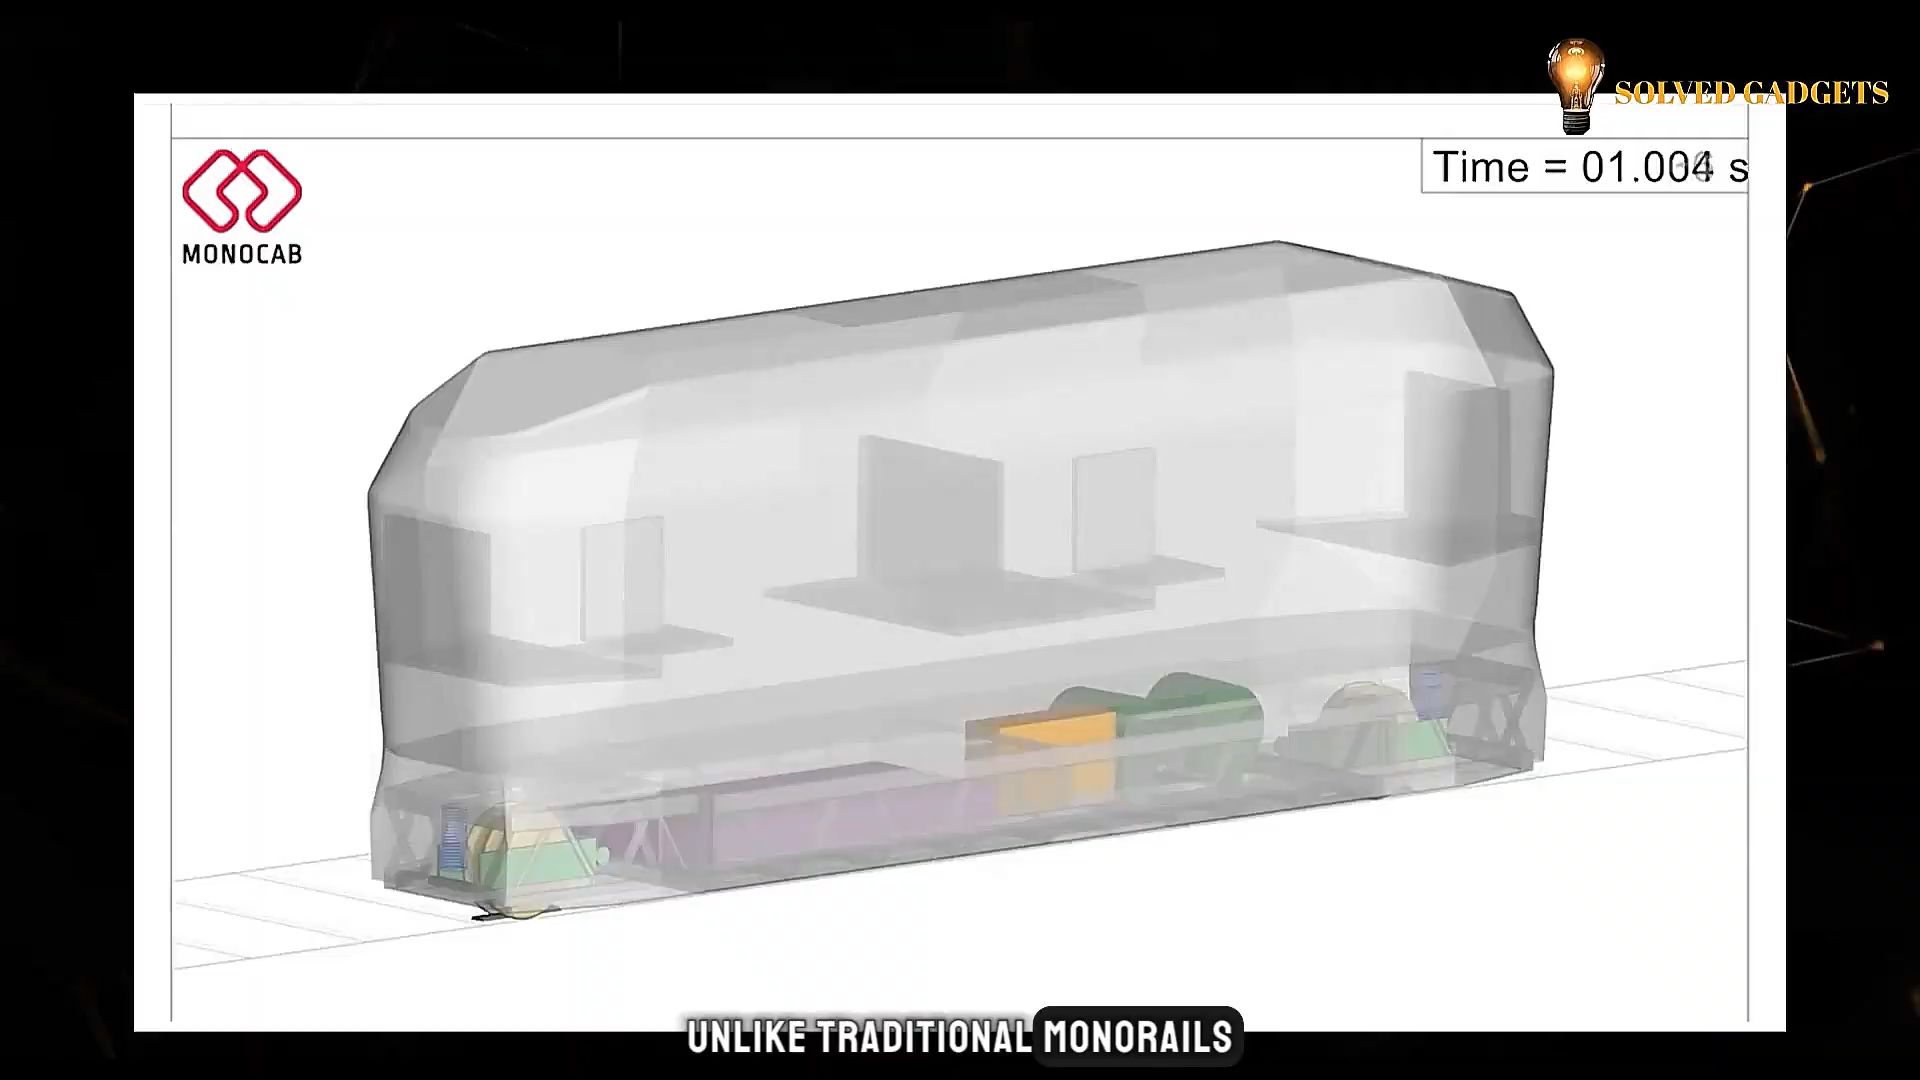 SOLVED GADGETS
MONOCAB
Time = 01.004 s
UNLIKE TRADITIONAL MONORAILS